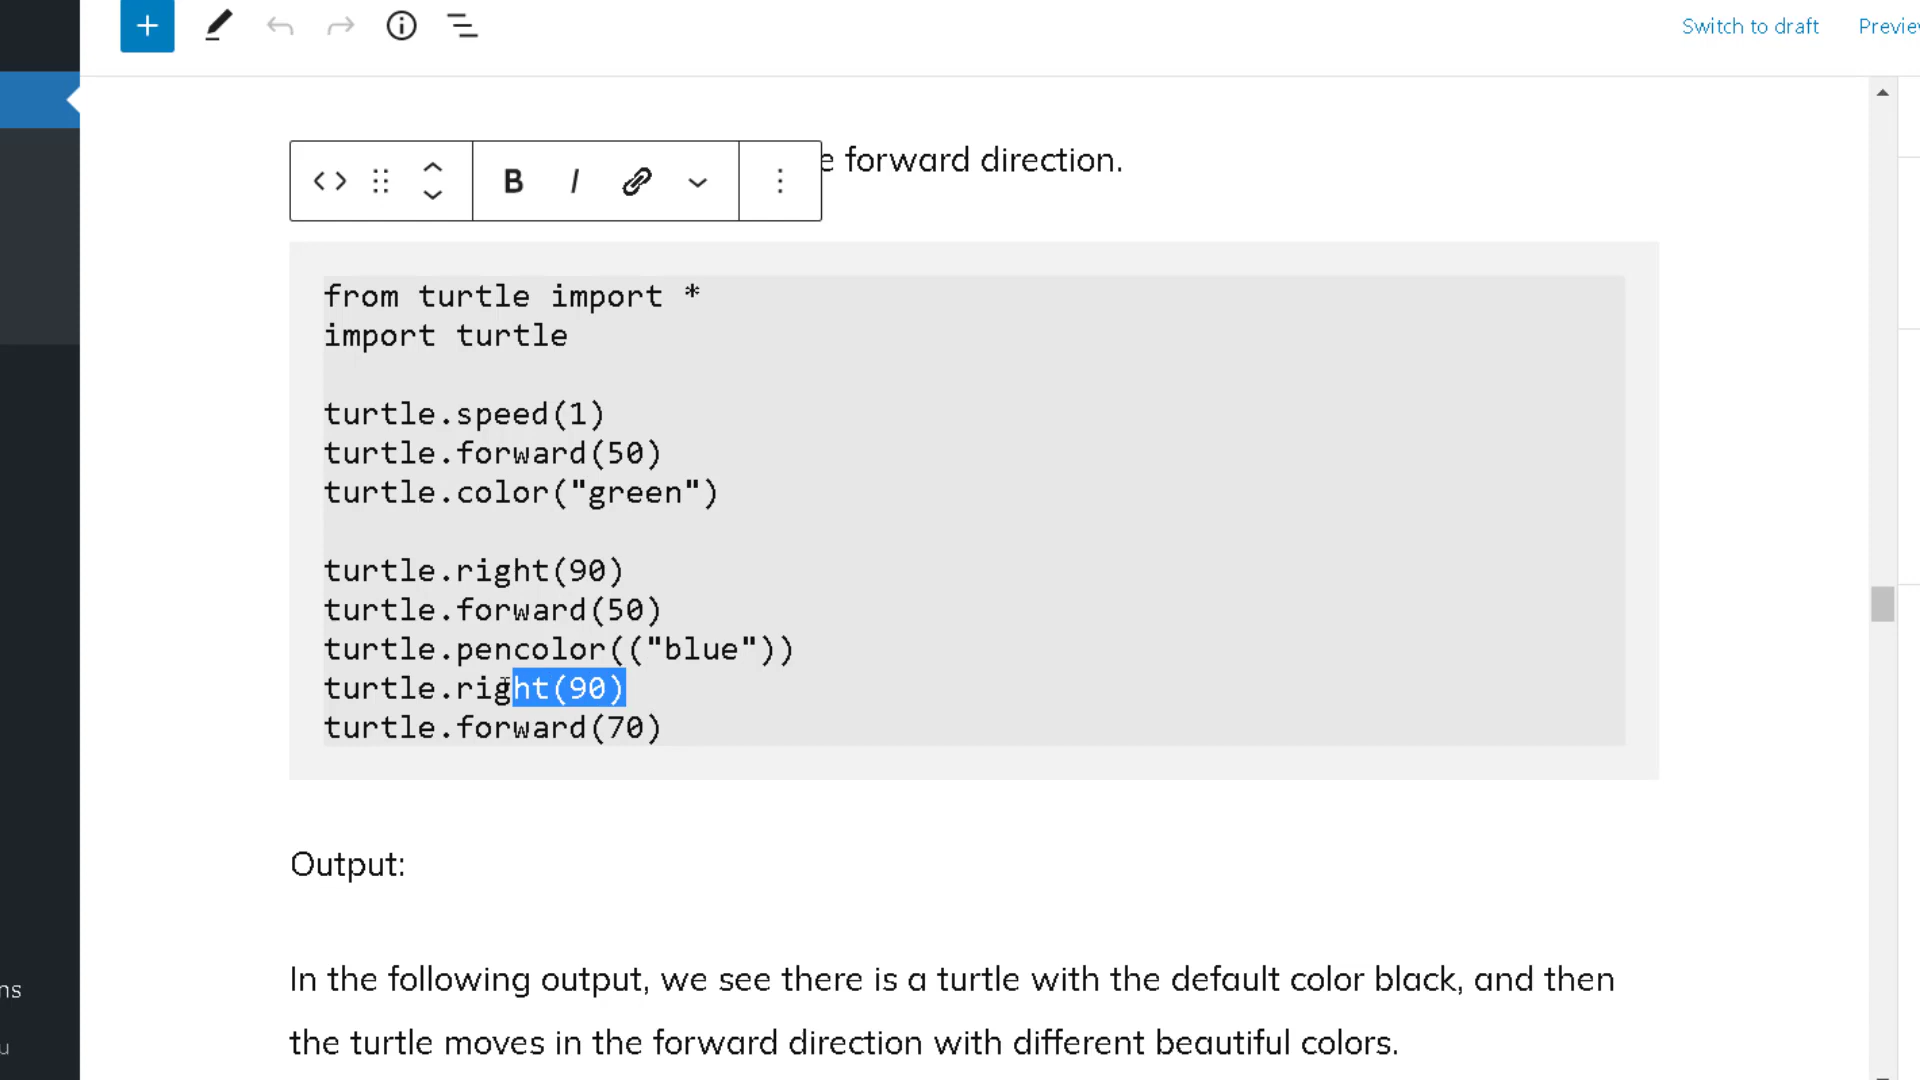 Switch to draft Preview
e forward direction.
B I
from turtle import *
import turtle
turtle.speed(1)
turtle.forward(50)
turtle.color("green")
turtle.right(90)
turtle.forward(50)
turtle.pencolor(("blue"))
turtle.right(90)
turtle.forward(70)
Output:
In the following output, we see there is a turtle with the default color black, and then
ns
the turtle moves in the forward direction with different beautiful colors.
u